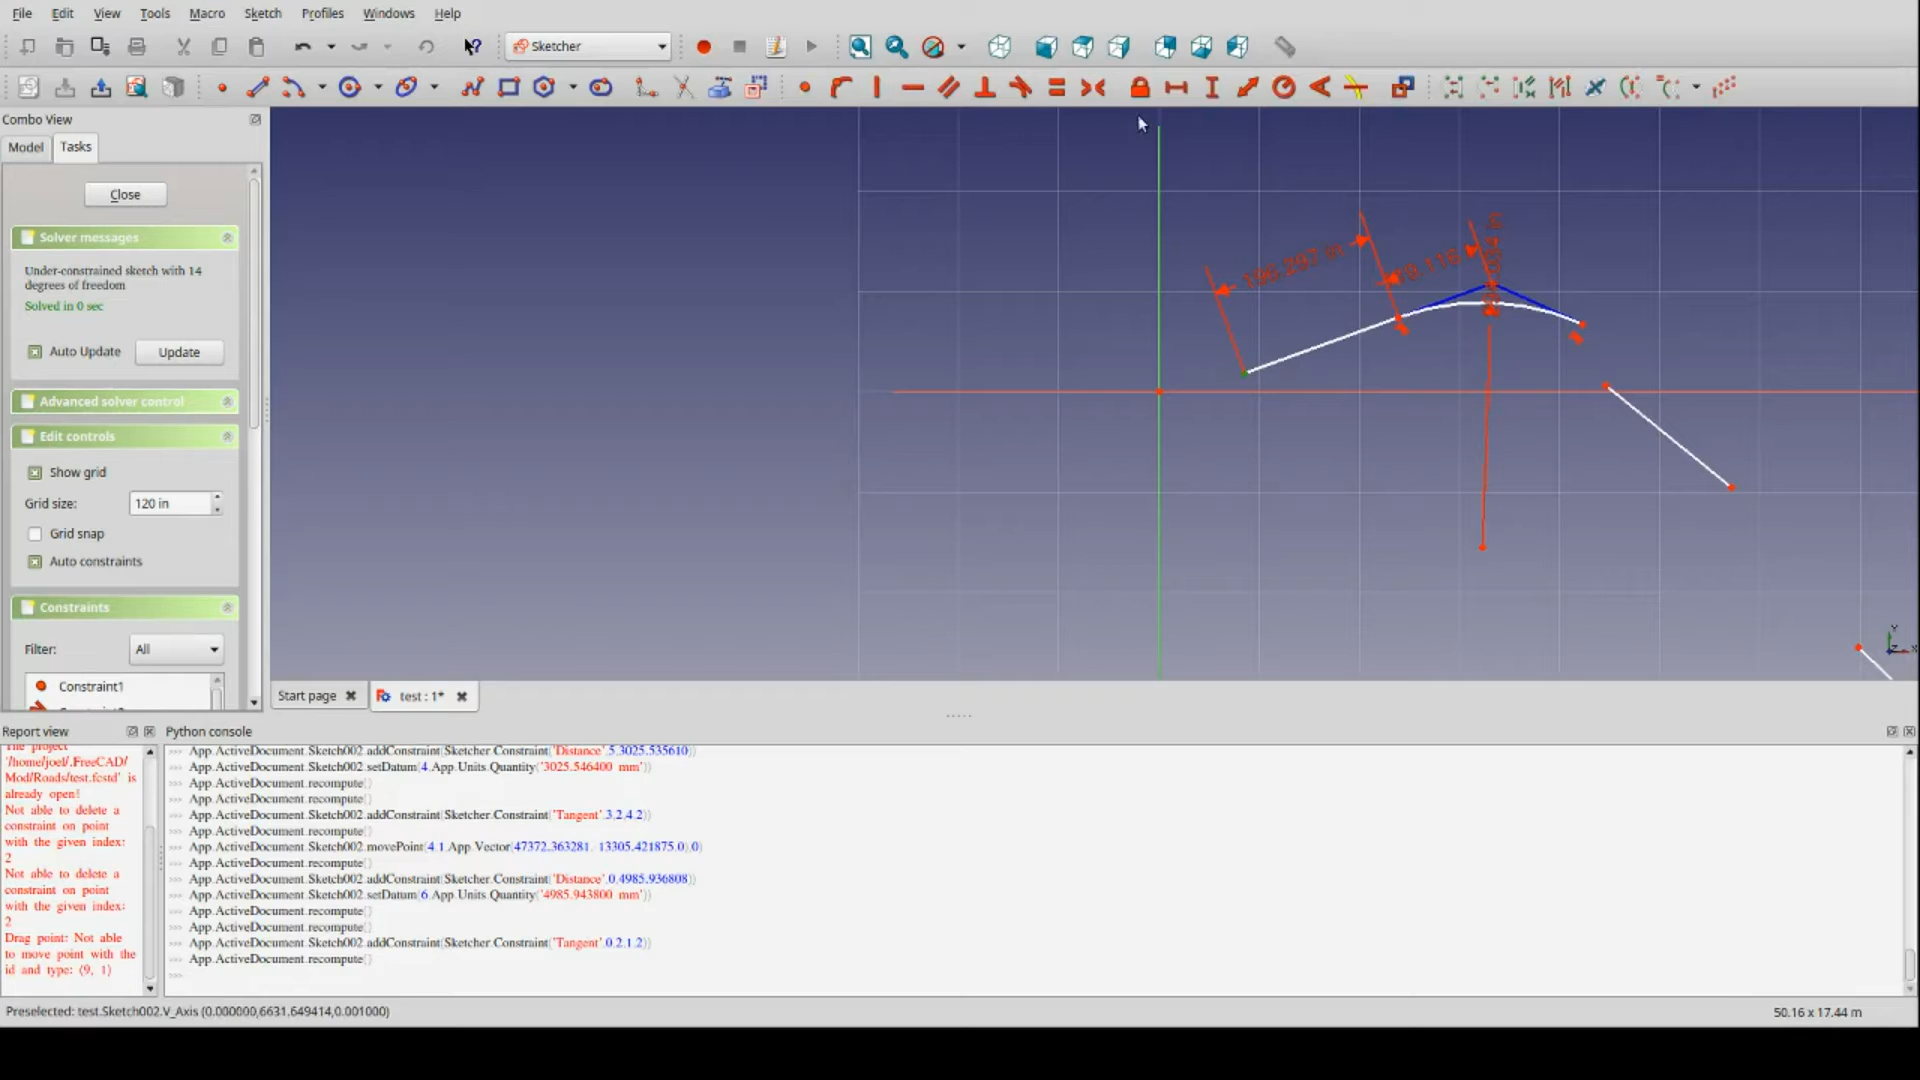 File Edit View Tools Macro Sketch Profiles Windows Help
Sketcher
Combo View
Model Tasks
Close
Solver messages
Under-constrained sketch with 14
degrees of freedom
Solved in 0 sec
Auto Update Update
Advanced solver control
Edit controls
Show grid
Grid size: 120 in
Grid snap
Auto constraints
Constraints
Filter: All
Constraint1
196.297 in
Y
X
Start page test : 1*
Report view
The project
'/home/joel/.FreeCAD/
Mod/Roads/test.fcstd' is
already open!
Not able to delete a
constraint on point
with the given index:
2
Not able to delete a
constraint on point
with the given index:
2
Drag point: Not able
to move point with the
id and type: (9, 1)
Python console
>>> App.ActiveDocument.Sketch002.addConstraint(Sketcher.Constraint('Distance',5,3025.535610))
>>> App.ActiveDocument.Sketch002.setDatum(4,App.Units.Quantity('3025.546400 mm'))
>>> App.ActiveDocument.recompute()
>>> App.ActiveDocument.recompute()
>>> App.ActiveDocument.Sketch002.addConstraint(Sketcher.Constraint('Tangent',3,2,4,2))
>>> App.ActiveDocument.recompute()
>>> App.ActiveDocument.Sketch002.movePoint(4,1,App.Vector(47372.363281,-13305.421875,0),0)
>>> App.ActiveDocument.recompute()
>>> App.ActiveDocument.Sketch002.addConstraint(Sketcher.Constraint('Distance',0,4985.936808))
>>> App.ActiveDocument.Sketch002.setDatum(6,App.Units.Quantity('4985.943800 mm'))
>>> App.ActiveDocument.recompute()
>>> App.ActiveDocument.recompute()
>>> App.ActiveDocument.Sketch002.addConstraint(Sketcher.Constraint('Tangent',0,2,1,2))
>>> App.ActiveDocument.recompute()
>>>
Preselected: test.Sketch002.V_Axis (0.000000,6631.649414,0.001000)
50.16 x 17.44 m